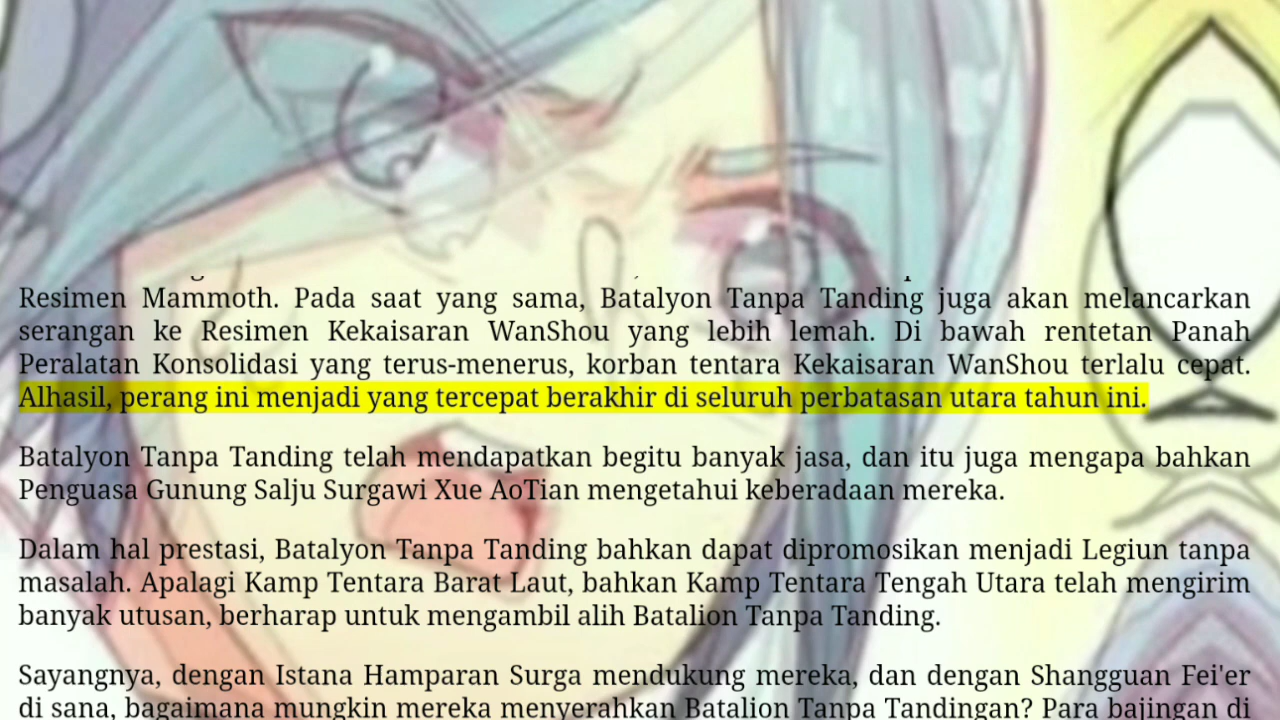 Resimen Mammoth. Pada saat yang sama, Batalyon Tanpa Tanding juga akan melancarkan
serangan ke Resimen Kekaisaran WanShou yang lebih lemah. Di bawah rentetan Panah
Peralatan Konsolidasi yang terus-menerus, korban tentara Kekaisaran WanShou terlalu cepat.
Alhasil, perang ini menjadi yang tercepat berakhir di seluruh perbatasan utara tahun ini.
Batalyon Tanpa Tanding telah mendapatkan begitu banyak jasa, dan itu juga mengapa bahkan
Penguasa Gunung Salju Surgawi Xue AoTian mengetahui keberadaan mereka.
Dalam hal prestasi, Batalyon Tanpa Tanding bahkan dapat dipromosikan menjadi Legiun tanpa
masalah. Apalagi Kamp Tentara Barat Laut, bahkan Kamp Tentara Tengah Utara telah mengirim
banyak utusan, berharap untuk mengambil alih Batalion Tanpa Tanding.
Sayangnya, dengan Istana Hamparan Surga mendukung mereka, dan dengan Shangguan Fei'er
di sana, bagaimana mungkin mereka menyerahkan Batalion Tanpa Tandingan? Para bajingan di